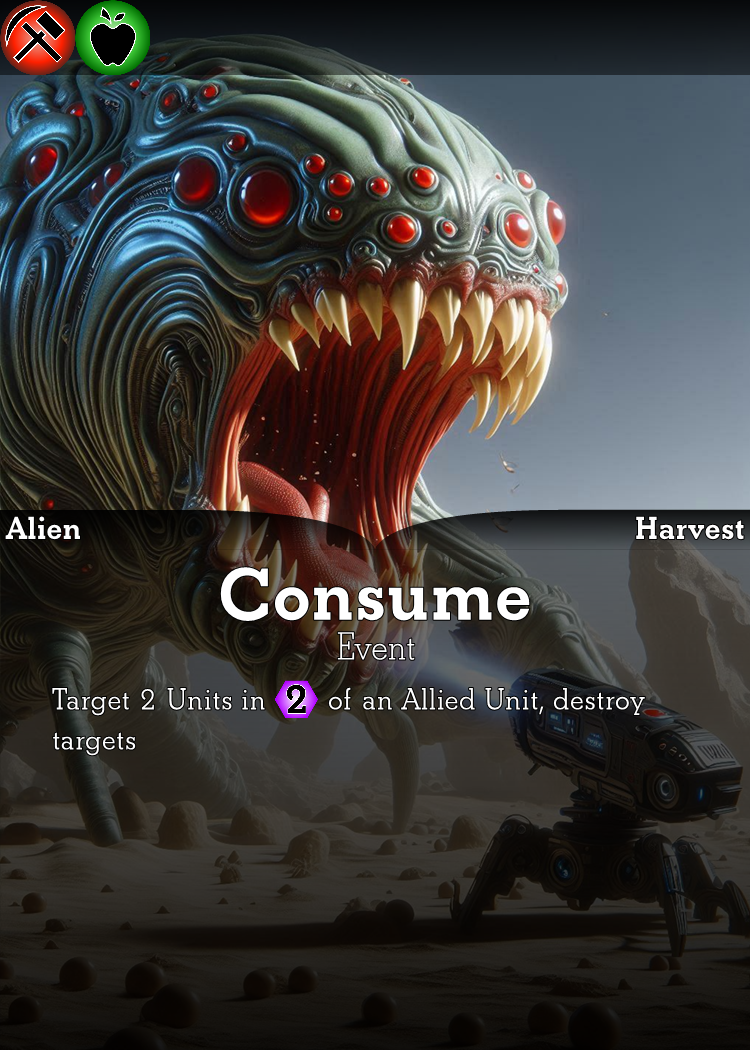 Alien Harvest
Consume
Event
Target 2 Units in 2 of an Allied Unit, destroy
targets